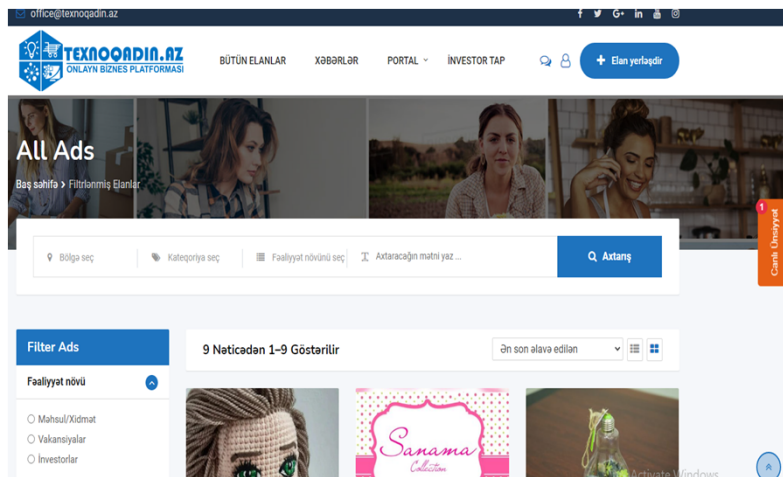 office@texnoqadin.az
f G+ in
TEXNOQADIN.AZ
ONLAYN BİZNES PLATFORMASI
BÜTÜN ELANLAR XƏBƏRLƏR PORTAL İNVESTOR TAP
+ Elan yerləşdir
All Ads
Baş səhifə > Filtrlənmiş Elanlar
1
Canlı Ünsiyyət
Bölgə seç Kateqoriya seç Fəaliyyət növünü seç Axtaracağın mətni yaz ... Axtarış
Filter Ads
9 Nəticədən 1–9 Göstərilir
Ən son əlavə edilən
Fəaliyyət növü
Məhsul/Xidmət
Vakansiyalar
İnvestorlar
Sanama
Collection
Activate Windows